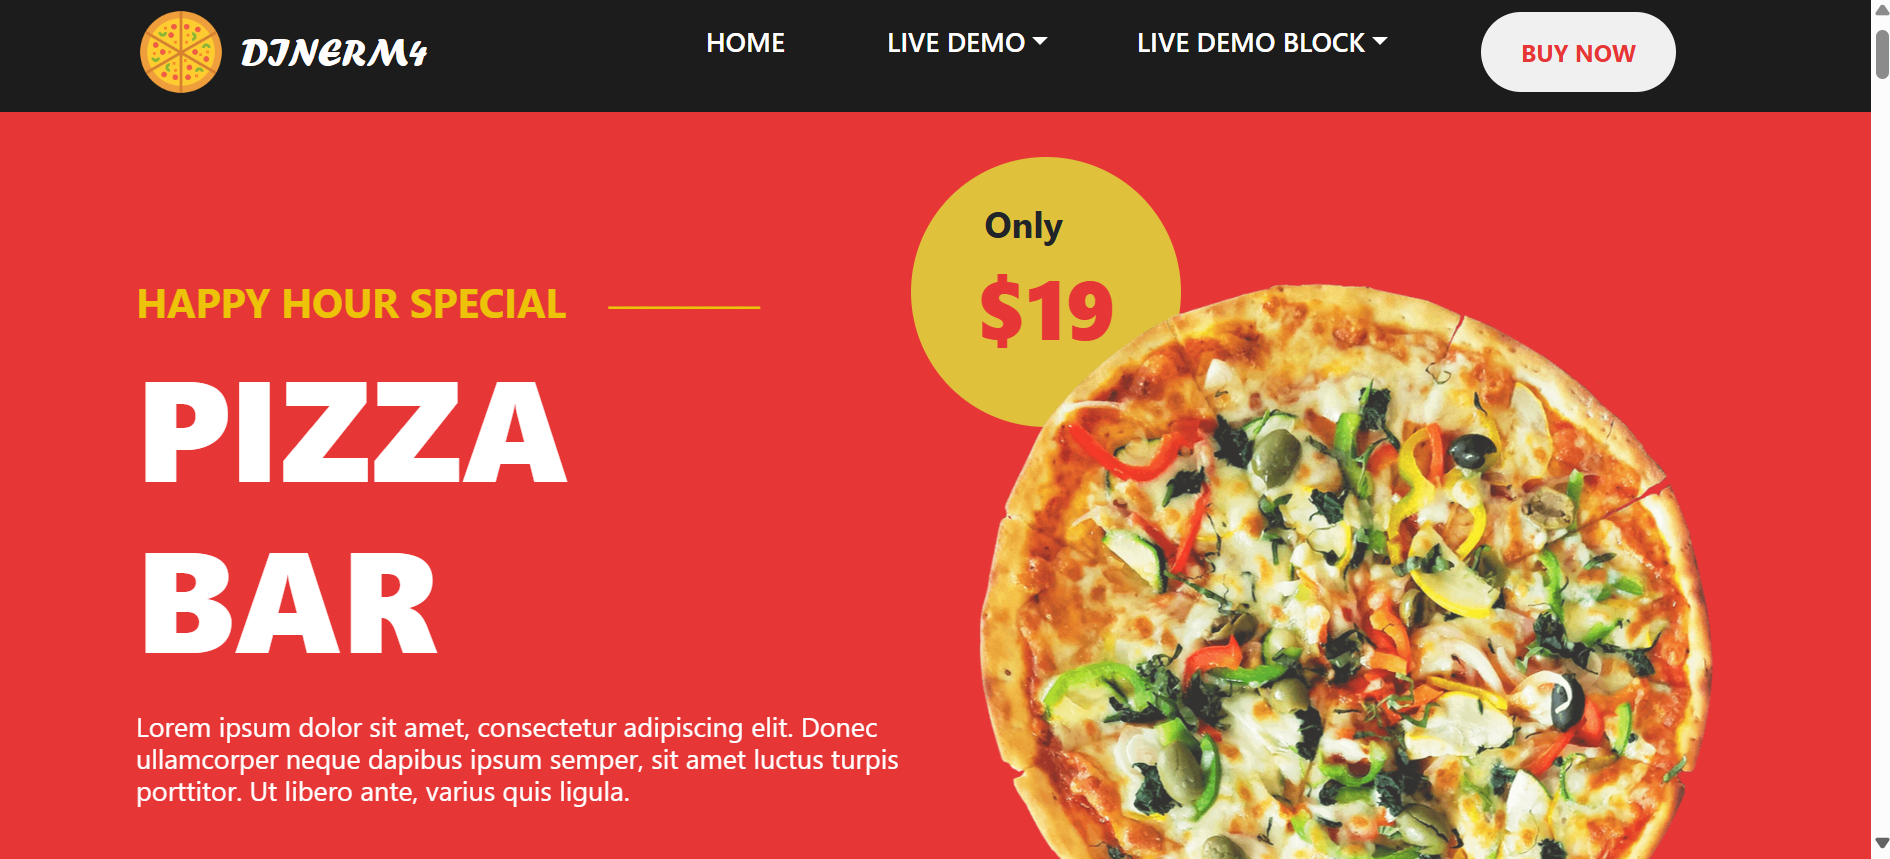 DINERM4
HOME
LIVE DEMO
LIVE DEMO BLOCK
BUY NOW
Only
$19
HAPPY HOUR SPECIAL
PIZZA
BAR
Lorem ipsum dolor sit amet, consectetur adipiscing elit. Donec
ullamcorper neque dapibus ipsum semper, sit amet luctus turpis
porttitor. Ut libero ante, varius quis ligula.